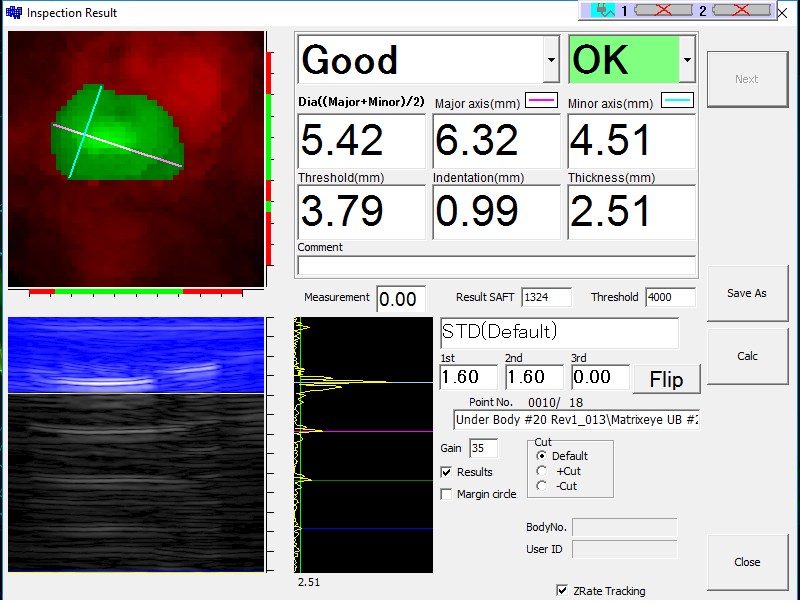 Inspection Result
1 2
Good OK
Next
Dia((Major+Minor)/2) Major axis(mm) Minor axis(mm)
5.42 6.32 4.51
Threshold(mm) Indentation(mm) Thickness(mm)
3.79 0.99 2.51
Comment
Measurement 0.00 Result SAFT 1324 Threshold 4000
Save As
STD(Default)
Calc
1st 2nd 3rd
1.60 1.60 0.00 Flip
Point No. 0010/ 18
Under Body #20 Rev1_013\Matrixeye UB #2
Gain 35
Cut
Default
Results
+Cut
-Cut
Margin circle
BodyNo.
User ID
Close
2.51
ZRate Tracking